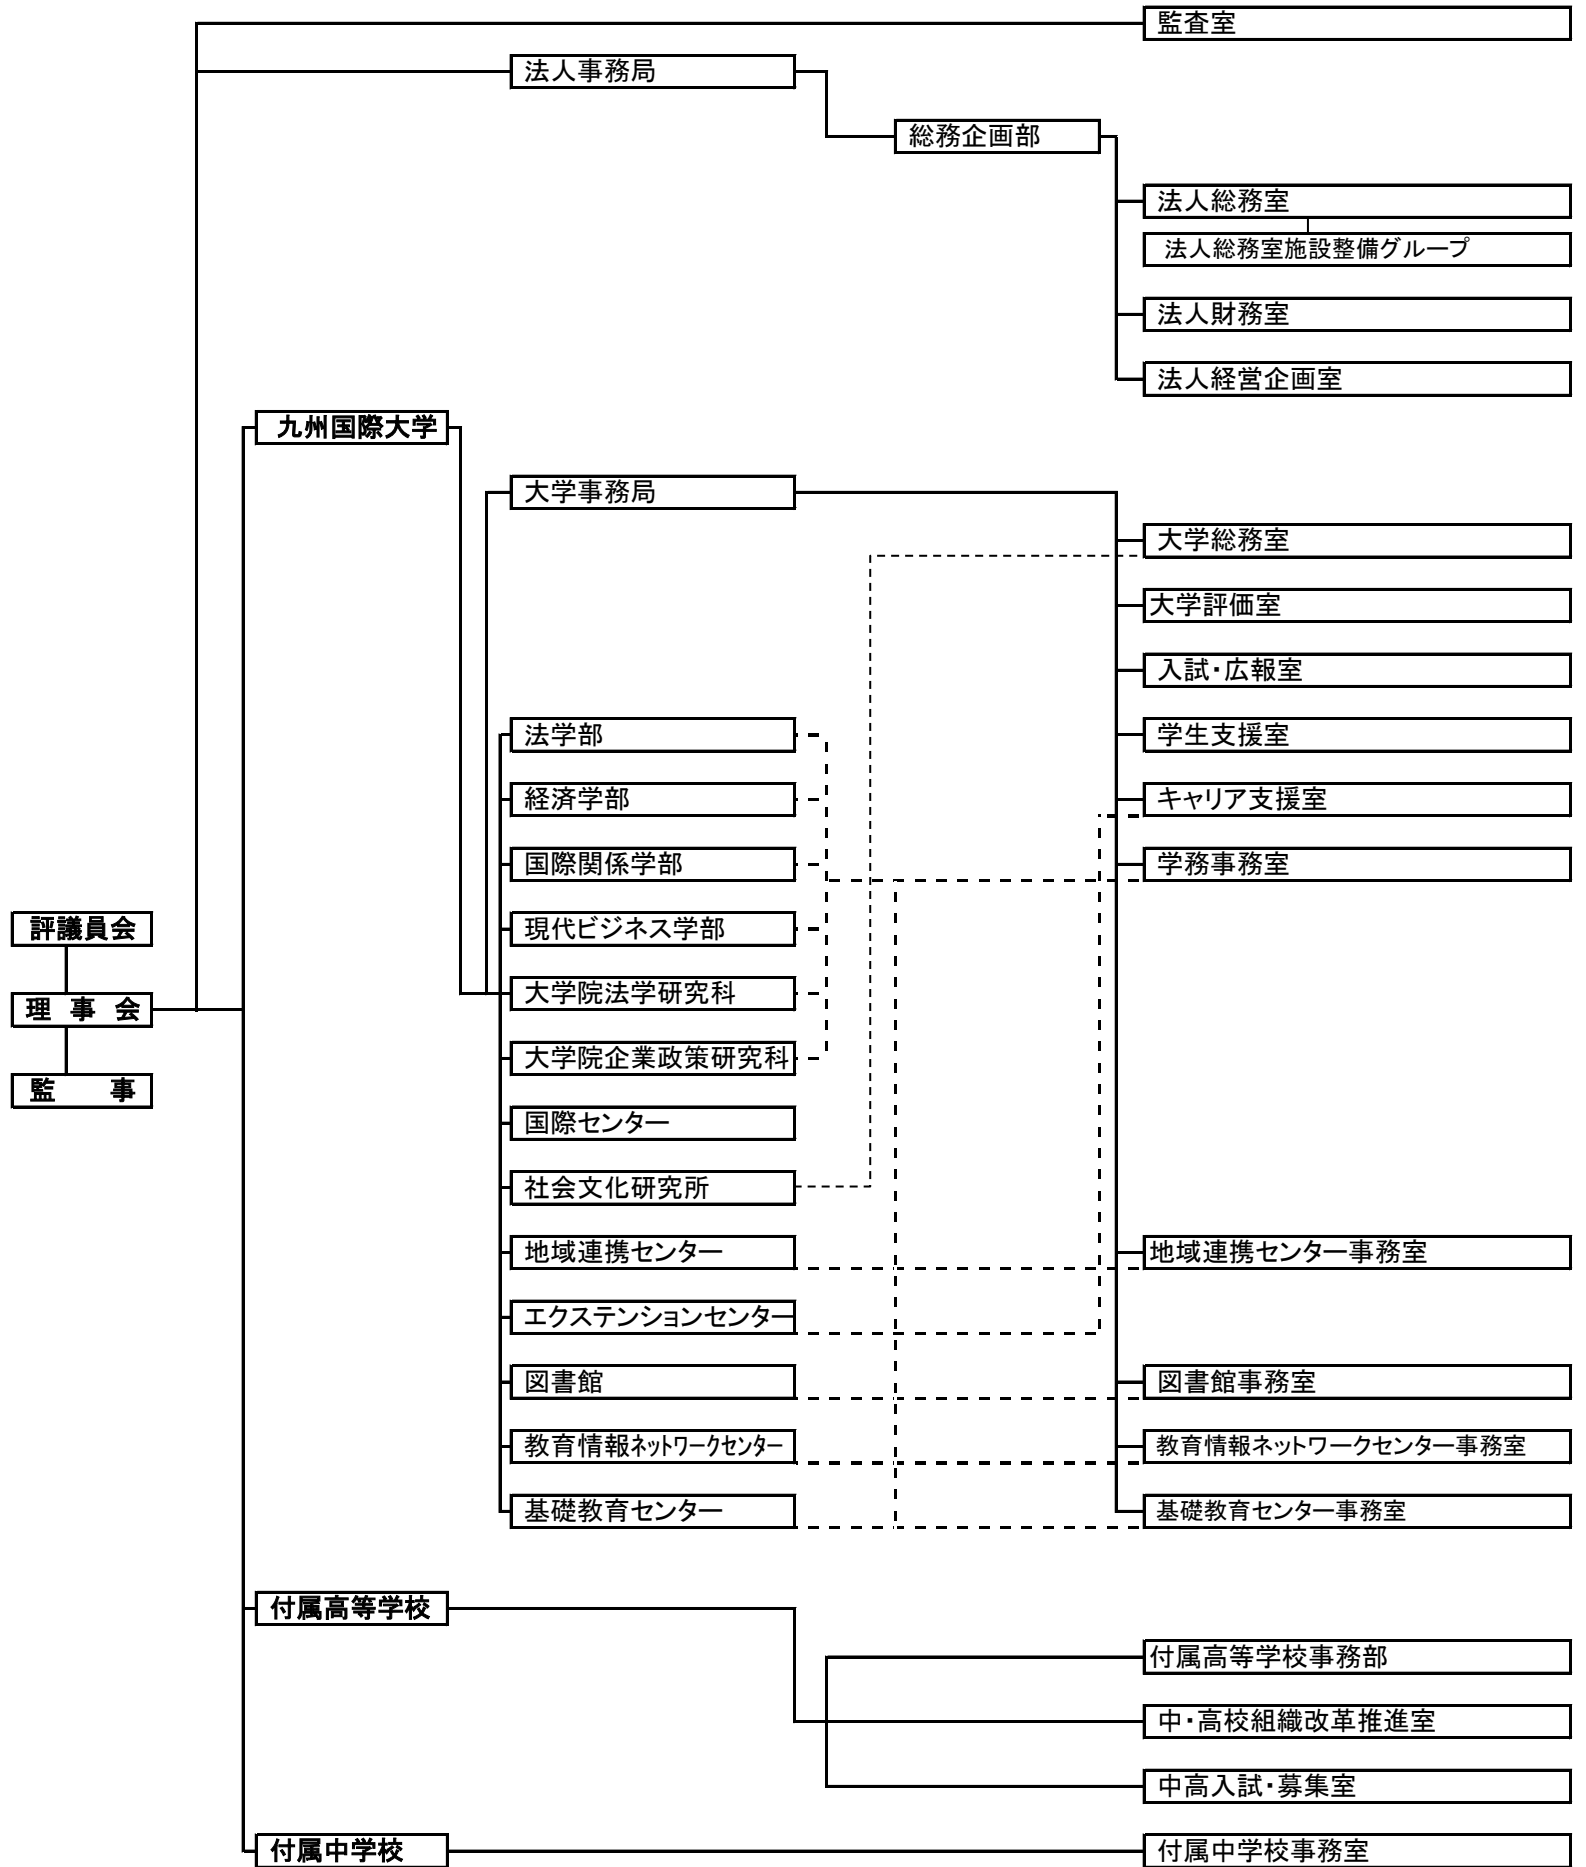 監査室
法人事務局
総務企画部
法人総務室
法人総務室施設整備グループ
法人財務室
法人経営企画室
九州国際大学
大学事務局
大学総務室
大学評価室
入試・広報室
法学部
学生支援室
経済学部
キャリア支援室
国際関係学部
学務事務室
評議員会
現代ビジネス学部
理 事 会
大学院法学研究科
大学院企業政策研究科
監 事
国際センター
社会文化研究所
地域連携センター
地域連携センター事務室
エクステンションセンター
図書館
図書館事務室
教育情報ネットワークセンター
教育情報ネットワークセンター事務室
基礎教育センター
基礎教育センター事務室
付属高等学校
付属高等学校事務部
中・高校組織改革推進室
中高入試・募集室
付属中学校
付属中学校事務室